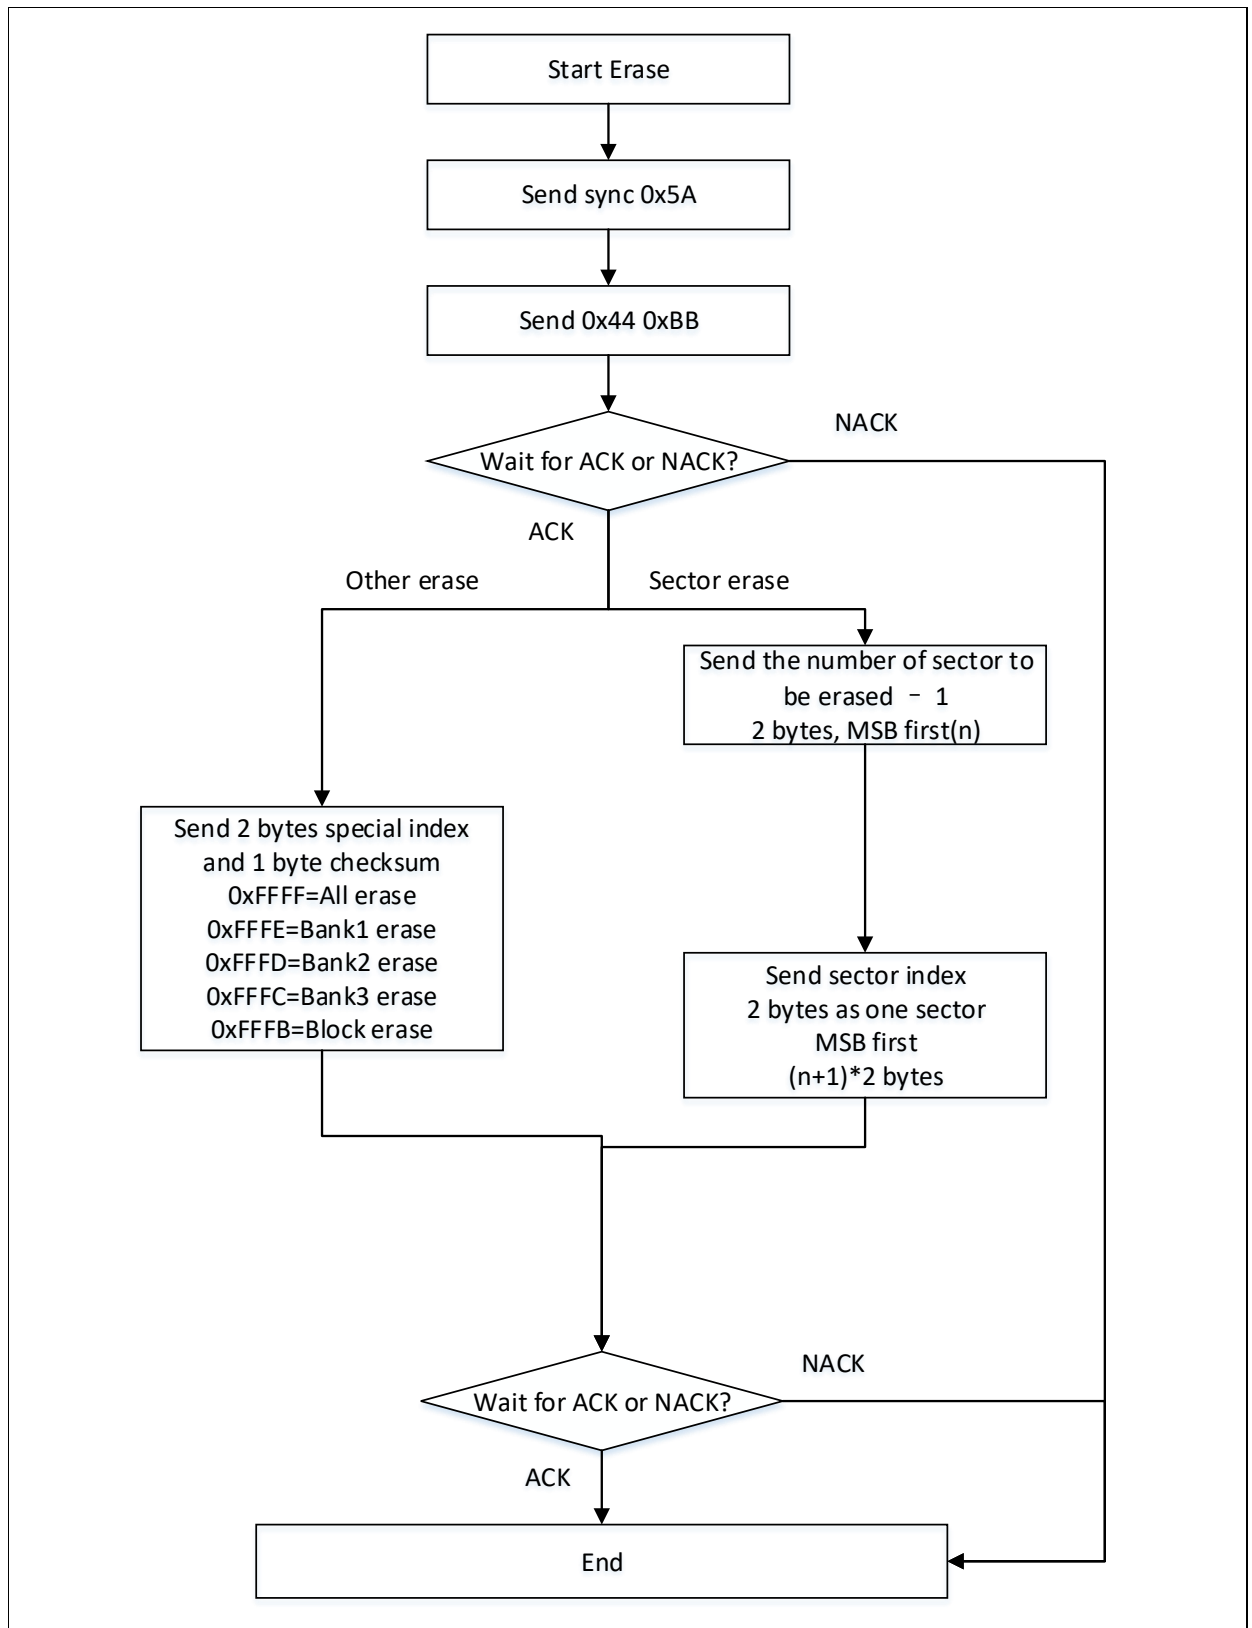 Start Erase
Send sync 0x5A
Send 0x44 0xBB
Wait for ACK or NACK?
NACK
ACK
Other erase
Sector erase
Send the number of sector to
be erased － 1
2 bytes, MSB first(n)
Send 2 bytes special index
and 1 byte checksum
0xFFFF=All erase
0xFFFE=Bank1 erase
0xFFFD=Bank2 erase
0xFFFC=Bank3 erase
0xFFFB=Block erase
Send sector index
2 bytes as one sector
MSB first
(n+1)*2 bytes
Wait for ACK or NACK?
NACK
ACK
End